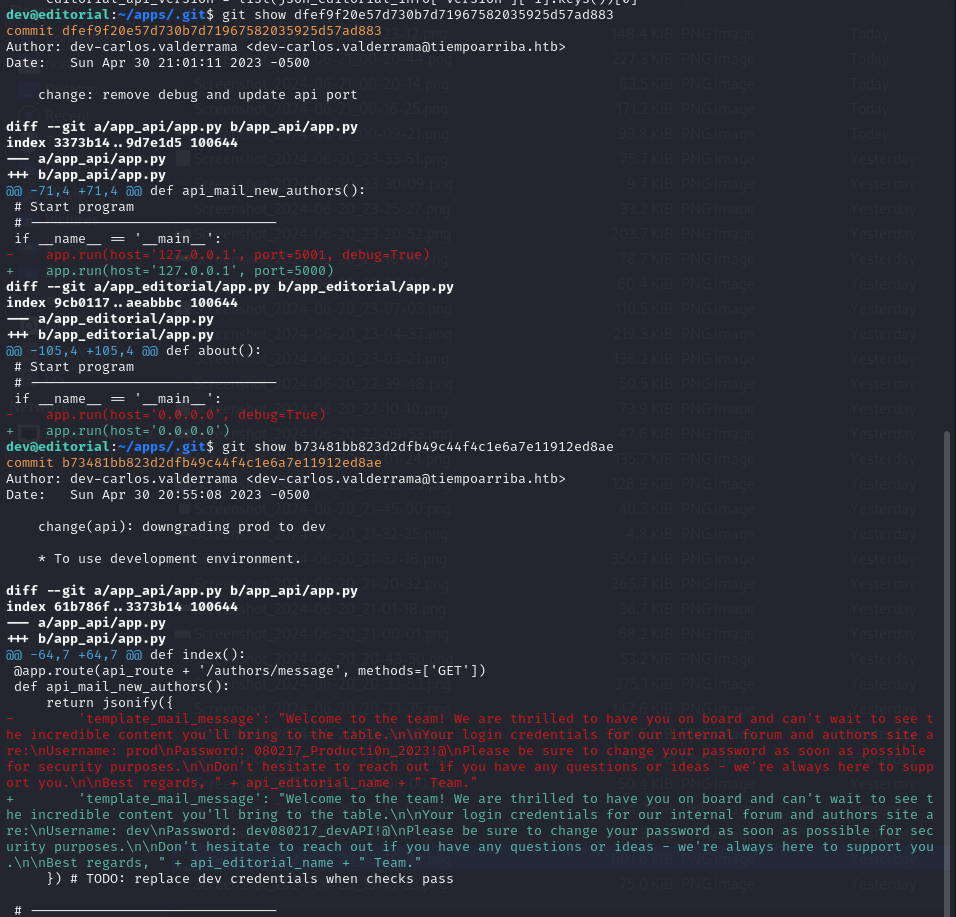 dev@editorial:~/apps/.git$ git show dfef9f20e57d730b7d71967582035925d57ad883
commit dfef9f20e57d730b7d71967582035925d57ad883
Author: dev-carlos.valderrama <dev-carlos.valderrama@tiempoarriba.htb>
Date:   Sun Apr 30 21:01:11 2023 -0500
    change: remove debug and update api port
diff --git a/app_api/app.py b/app_api/app.py
index 3373b14..9d7e1d5 100644
--- a/app_api/app.py
+++ b/app_api/app.py
@@ -71,4 +71,4 @@ def api_mail_new_authors():
 # Start program
 # -------------------------------
 if __name__ == '__main__':
-    app.run(host='127.0.0.1', port=5001, debug=True)
+    app.run(host='127.0.0.1', port=5000)
diff --git a/app_editorial/app.py b/app_editorial/app.py
index 9cb0117..aeabbbc 100644
--- a/app_editorial/app.py
+++ b/app_editorial/app.py
@@ -105,4 +105,4 @@ def about():
 # Start program
 # -------------------------------
 if __name__ == '__main__':
-    app.run(host='0.0.0.0', debug=True)
+    app.run(host='0.0.0.0')
dev@editorial:~/apps/.git$ git show b73481bb823d2dfb49c44f4c1e6a7e11912ed8ae
commit b73481bb823d2dfb49c44f4c1e6a7e11912ed8ae
Author: dev-carlos.valderrama <dev-carlos.valderrama@tiempoarriba.htb>
Date:   Sun Apr 30 20:55:08 2023 -0500
    change(api): downgrading prod to dev
    * To use development environment.
diff --git a/app_api/app.py b/app_api/app.py
index 61b786f..3373b14 100644
--- a/app_api/app.py
+++ b/app_api/app.py
@@ -64,7 +64,7 @@ def index():
 @app.route(api_route + '/authors/message', methods=['GET'])
 def api_mail_new_authors():
     return jsonify({
-        'template_mail_message': "Welcome to the team! We are thrilled to have you on board and can't wait to see t
he incredible content you'll bring to the table.\n\nYour login credentials for our internal forum and authors site a
re:\nUsername: prod\nPassword: 080217_Producti0n_2023!@\nPlease be sure to change your password as soon as possible
for security purposes.\n\nDon't hesitate to reach out if you have any questions or ideas - we're always here to supp
ort you.\n\nBest regards, " + api_editorial_name + " Team."
+        'template_mail_message': "Welcome to the team! We are thrilled to have you on board and can't wait to see t
he incredible content you'll bring to the table.\n\nYour login credentials for our internal forum and authors site a
re:\nUsername: dev\nPassword: dev080217_devAPI!@\nPlease be sure to change your password as soon as possible for sec
urity purposes.\n\nDon't hesitate to reach out if you have any questions or ideas - we're always here to support you
.\n\nBest regards, " + api_editorial_name + " Team."
     }) # TODO: replace dev credentials when checks pass
 # -------------------------------